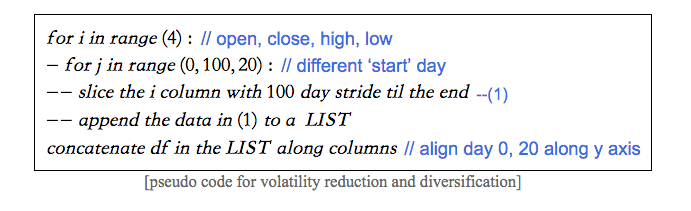 for i in range (4) : // open, close, high, low
− for j in range (0, 100, 20) : // different ‘start’ day
−− slice the i column with 100 day stride til the end --(1)
−− append the data in (1) to a LIST
concatenate df in the LIST along columns // align day 0, 20 along y axis
[pseudo code for volatility reduction and diversification]